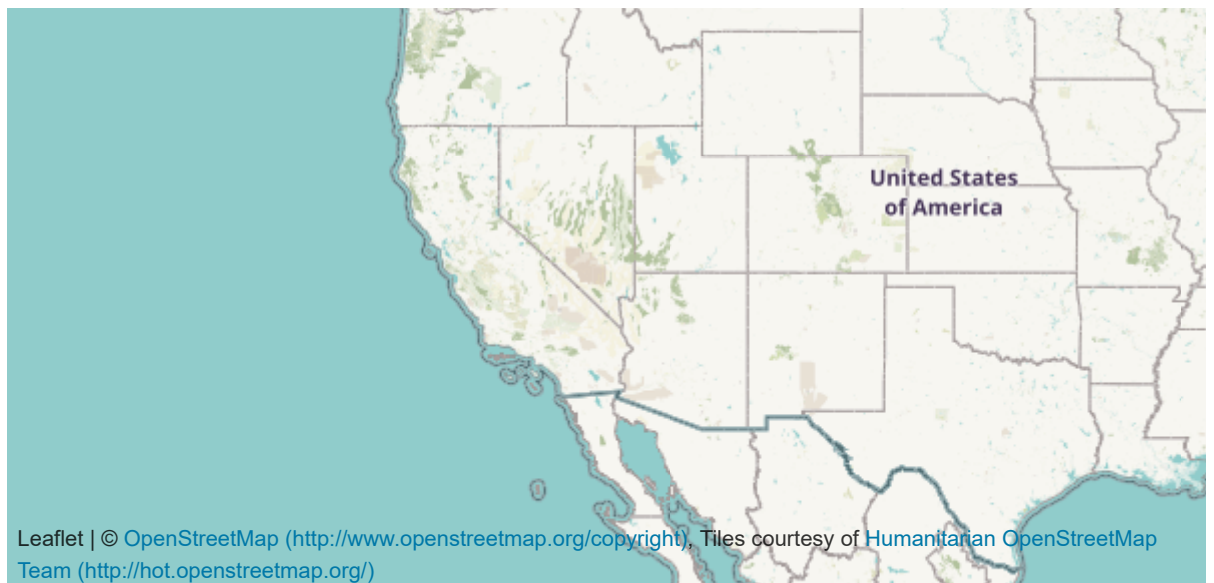 United States
of America
Leaflet | © OpenStreetMap (http://www.openstreetmap.org/copyright), Tiles courtesy of Humanitarian OpenStreetMap
Team (http://hot.openstreetmap.org/)